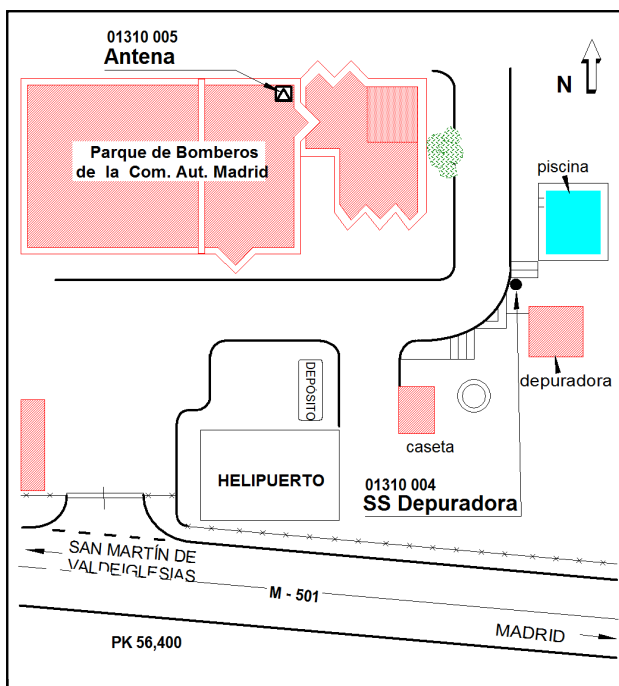 01310 005
Antena
N
Parque de Bomberos
de la Com. Aut. Madrid
piscina
depuradora
DEPÓSITO
caseta
HELIPUERTO
01310 004
SS Depuradora
SAN MARTÍN DE
VALDEIGLESIAS
M - 501
MADRID
PK 56,400